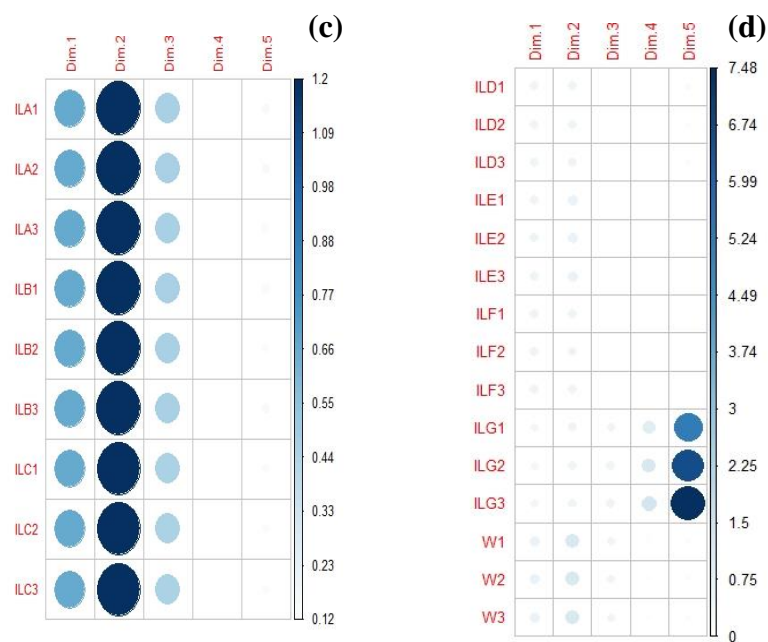 (c)
Dim.1 Dim.2 Dim.3 Dim.4 Dim.5
ILA1
ILA2
ILA3
ILB1
ILB2
ILB3
ILC1
ILC2
ILC3
1.2
1.09
0.98
0.88
0.77
0.66
0.55
0.44
0.33
0.23
0.12
(d)
Dim.1 Dim.2 Dim.3 Dim.4 Dim.5
ILD1
ILD2
ILD3
ILE1
ILE2
ILE3
ILF1
ILF2
ILF3
ILG1
ILG2
ILG3
W1
W2
W3
7.48
6.74
5.99
5.24
4.49
3.74
3
2.25
1.5
0.75
0